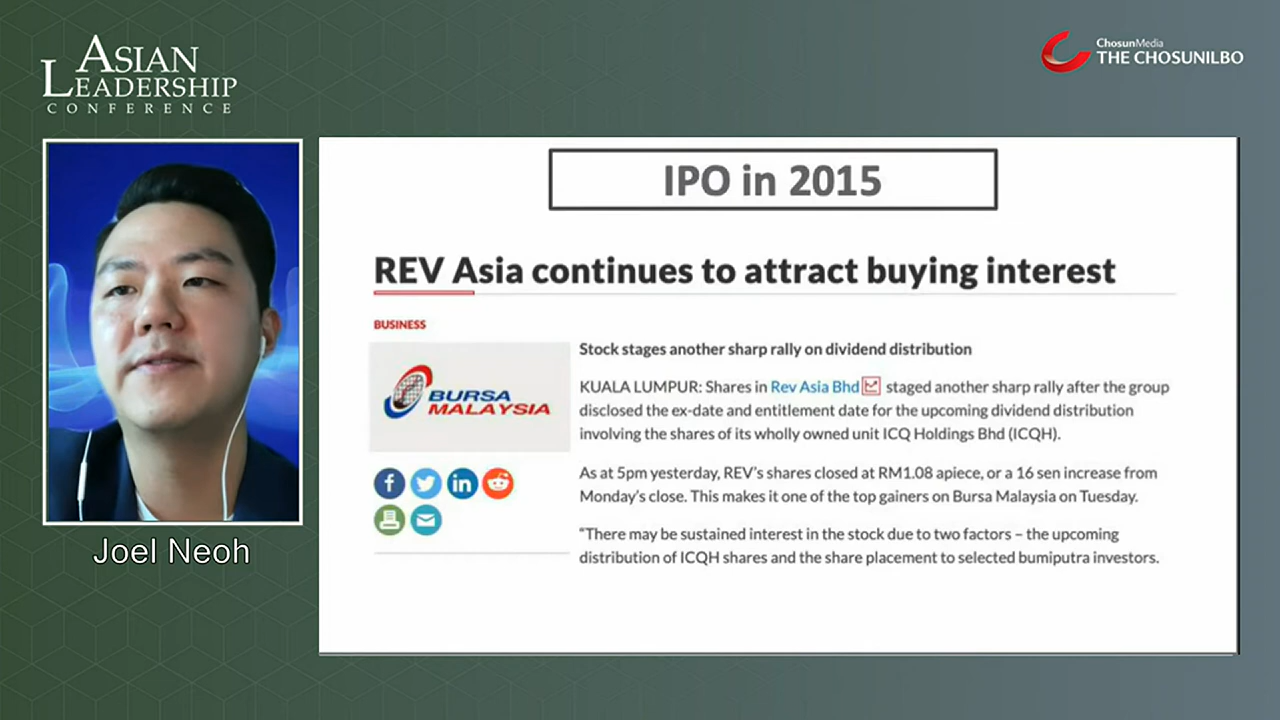 ASIAN
LEADERSHIP
CONFERENCE
ChosunMedia
THE CHOSUNILBO
Joel Neoh
IPO in 2015
REV Asia continues to attract buying interest
BUSINESS
BURSA
MALAYSIA
Stock stages another sharp rally on dividend distribution
KUALA LUMPUR: Shares in Rev Asia Bhd staged another sharp rally after the group
disclosed the ex-date and entitlement date for the upcoming dividend distribution
involving the shares of its wholly owned unit ICQ Holdings Bhd (ICQH).
As at 5pm yesterday, REV's shares closed at RM1.08 apiece, or a 16 sen increase from
Monday's close. This makes it one of the top gainers on Bursa Malaysia on Tuesday.
"There may be sustained interest in the stock due to two factors – the upcoming
distribution of ICQH shares and the share placement to selected bumiputra investors.